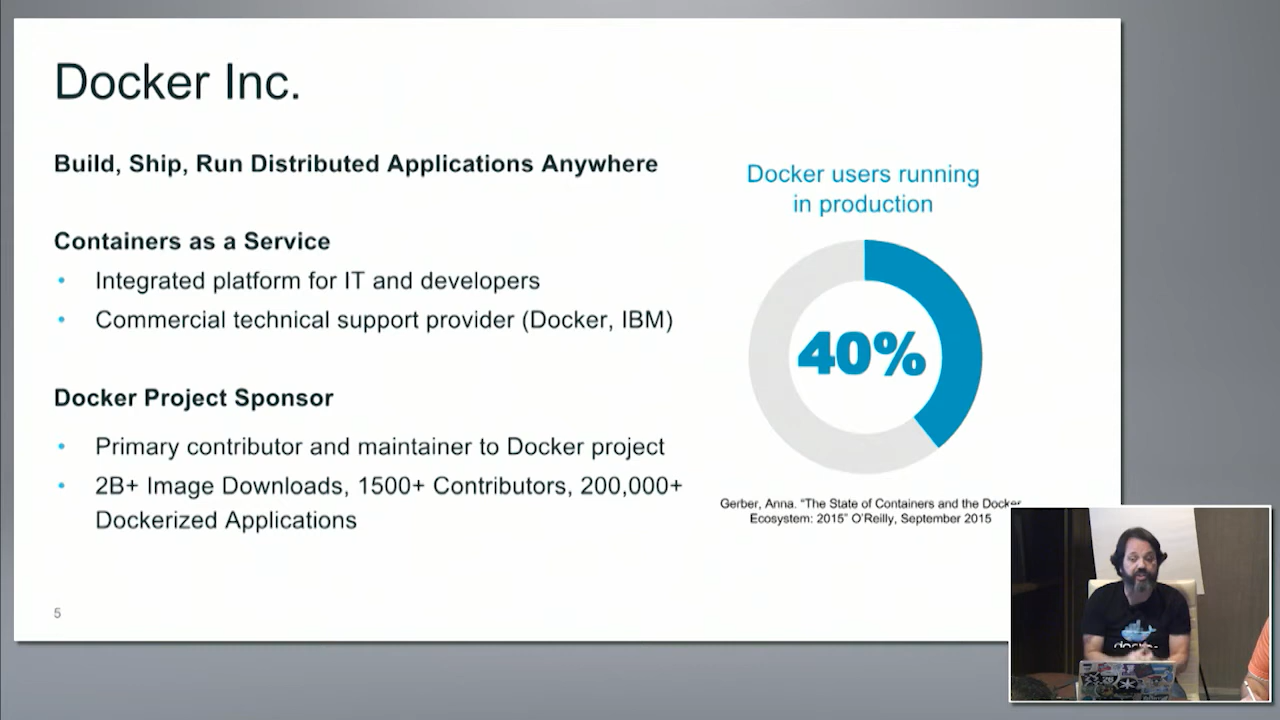 Docker Inc.
Build, Ship, Run Distributed Applications Anywhere
Containers as a Service
• Integrated platform for IT and developers
• Commercial technical support provider (Docker, IBM)
Docker Project Sponsor
• Primary contributor and maintainer to Docker project
• 2B+ Image Downloads, 1500+ Contributors, 200,000+
Dockerized Applications
5
Docker users running
in production
40%
Gerber, Anna. “The State of Containers and the Docker
Ecosystem: 2015” O’Reilly, September 2015
docker